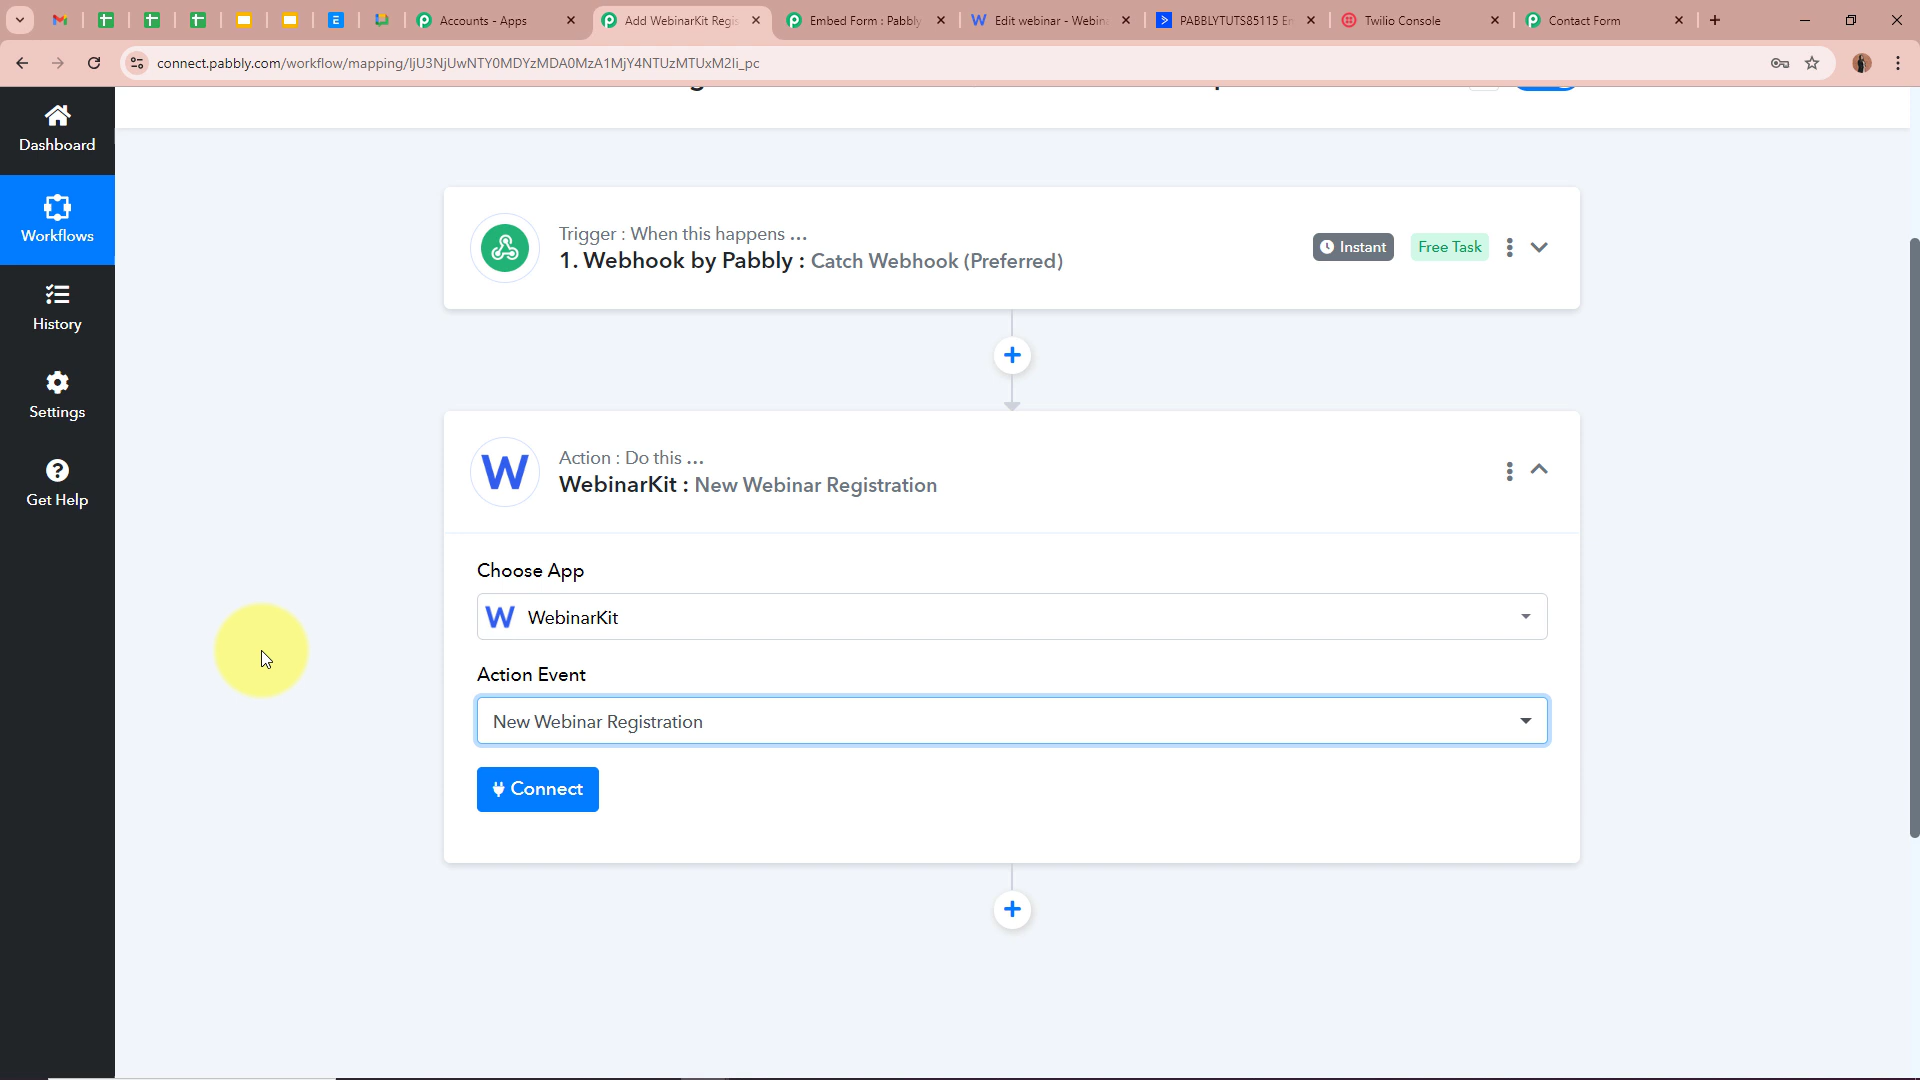 Accounts - Apps
Add WebinarKit Regis
Embed Form : Pabbly
Edit webinar - Webin
PABBLYTUTS85115 En
Twilio Console
Contact Form
connect.pabbly.com/workflow/mapping/IjU3NjUwNTY0MDYzMDA0MzA1MjY4NTUzMTUxM2Ii_pc
Dashboard
Workflows
History
Settings
Get Help
Trigger : When this happens ...
1. Webhook by Pabbly : Catch Webhook (Preferred)
Instant
Free Task
Action : Do this ...
WebinarKit : New Webinar Registration
Choose App
W WebinarKit
Action Event
New Webinar Registration
Connect